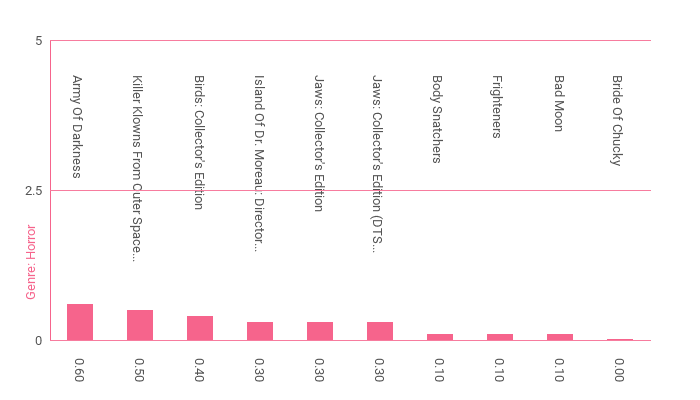 5
2.5
0
Genre: Horror
Army Of Darkness
Killer Klowns From Outer Space...
Birds: Collector's Edition
Island Of Dr. Moreau: Director...
Jaws: Collector's Edition
Jaws: Collector's Edition (DTS...
Body Snatchers
Frighteners
Bad Moon
Bride Of Chucky
0.60
0.50
0.40
0.30
0.30
0.30
0.10
0.10
0.10
0.00